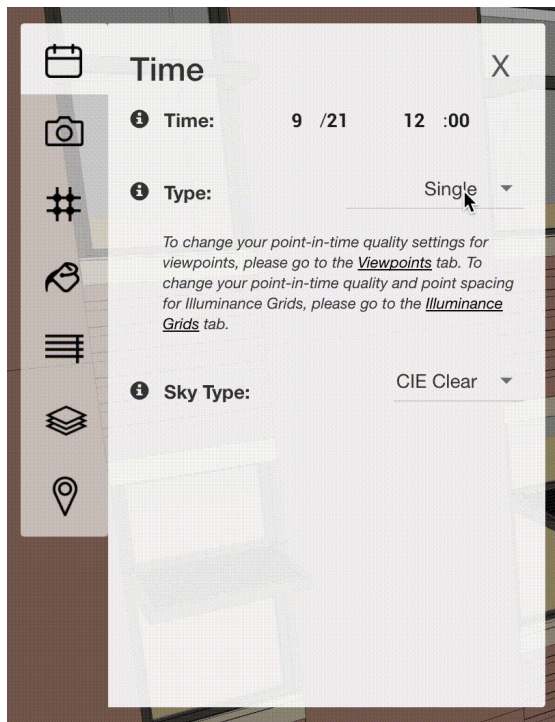 Time
X
Time: 9 /21 12 :00
Type: Single
To change your point-in-time quality settings for
viewpoints, please go to the Viewpoints tab. To
change your point-in-time quality and point spacing
for Illuminance Grids, please go to the Illuminance
Grids tab.
Sky Type: CIE Clear